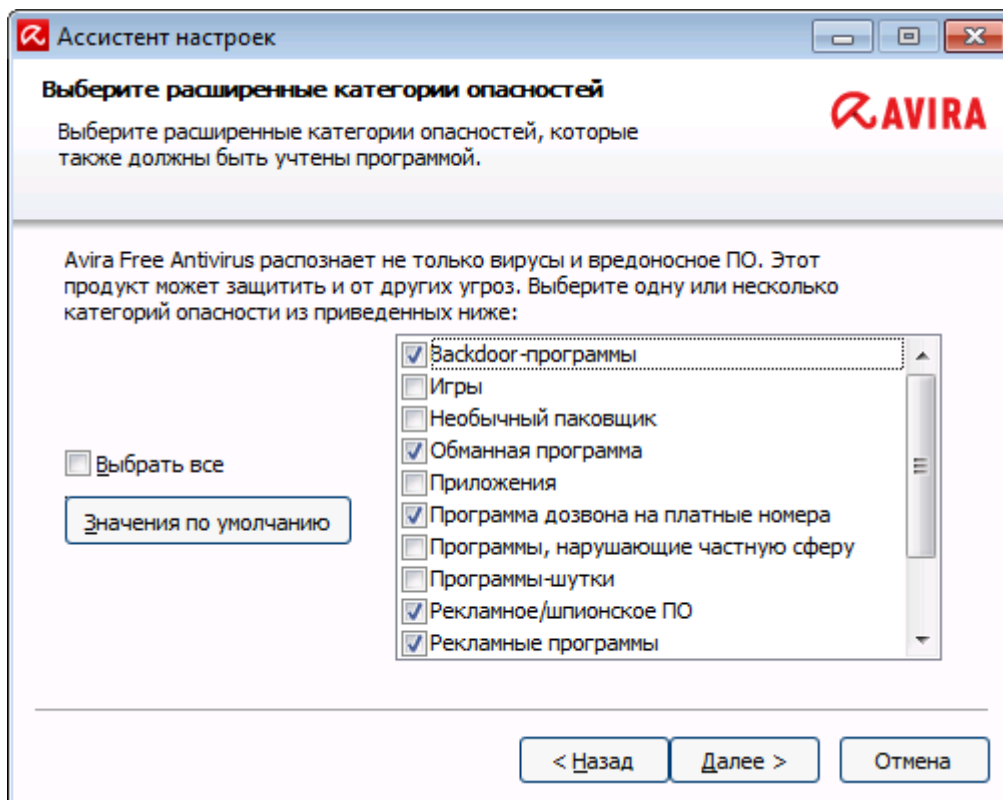 Ассистент настроек
Выберите расширенные категории опасностей
Выберите расширенные категории опасностей, которые
также должны быть учтены программой.
AVIRA
Avira Free Antivirus распознает не только вирусы и вредоносное ПО. Этот
продукт может защитить и от других угроз. Выберите одну или несколько
категорий опасности из приведенных ниже:
Backdoor-программы
Игры
Необычный паковщик
Обманная программа
Приложения
Программа дозвона на платные номера
Программы, нарушающие частную сферу
Программы-шутки
Рекламное/шпионское ПО
Рекламные программы
Выбрать все
Значения по умолчанию
< Назад
Далее >
Отмена